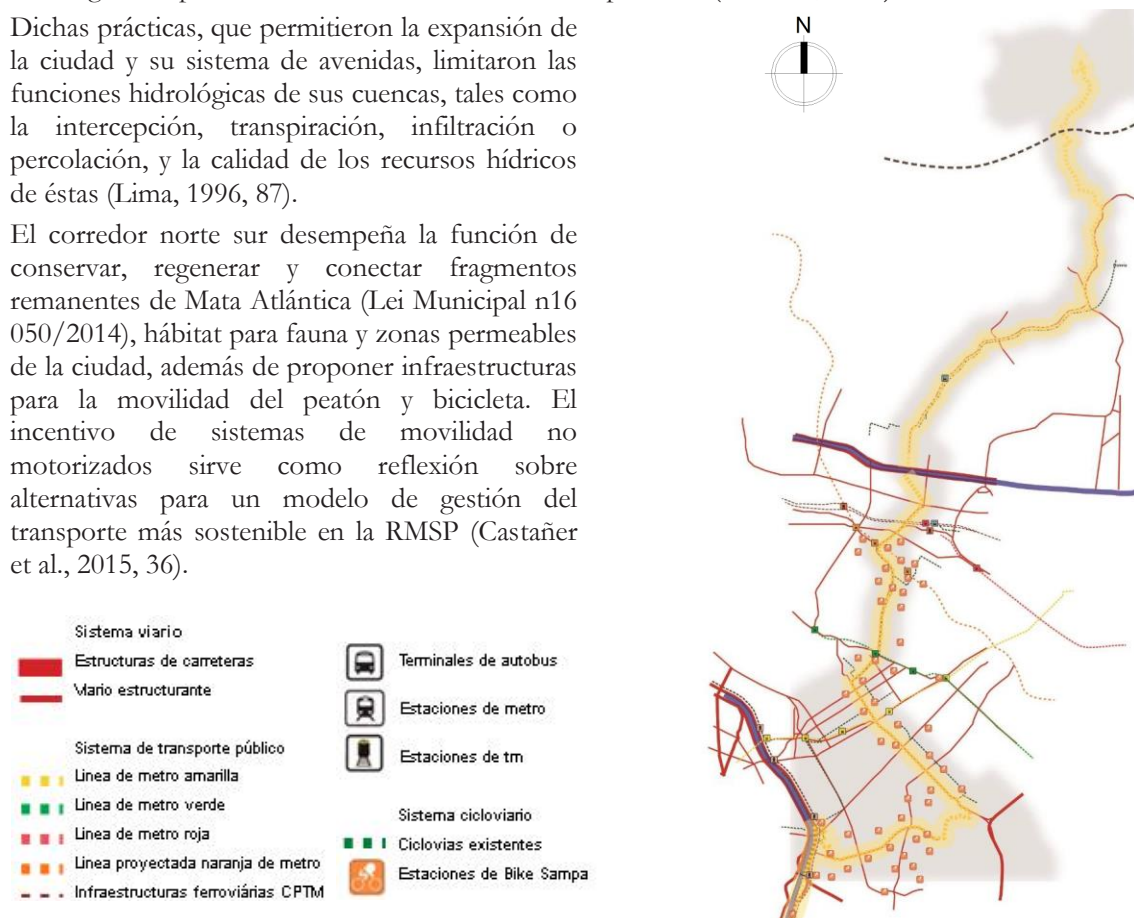 Dichas prácticas, que permitieron la expansión de
la ciudad y su sistema de avenidas, limitaron las
funciones hidrológicas de sus cuencas, tales como
la intercepción, transpiración, infiltración o
percolación, y la calidad de los recursos hídricos
de éstas (Lima, 1996, 87).
El corredor norte sur desempeña la función de
conservar, regenerar y conectar fragmentos
remanentes de Mata Atlántica (Lei Municipal n16
050/2014), hábitat para fauna y zonas permeables
de la ciudad, además de proponer infraestructuras
para la movilidad del peatón y bicicleta. El
incentivo de sistemas de movilidad no
motorizados sirve como reflexión sobre
alternativas para un modelo de gestión del
transporte más sostenible en la RMSP (Castañer
et al., 2015, 36).
N
Sistema viario
Estructuras de carreteras
Viario estructurante
Sistema de transporte público
Linea de metro amarilla
Linea de metro verde
Linea de metro roja
Linea proyectada naranja de metro
Infraestructuras ferroviárias CPTM
Terminales de autobus
Estaciones de metro
Estaciones de tm
Sistema cicloviario
Ciclovias existentes
Estaciones de Bike Sampa